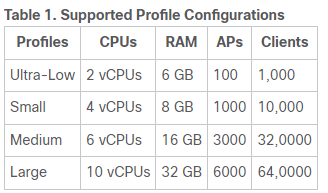 Table 1. Supported Profile Configurations
Profiles CPUs RAM APs Clients
Ultra-Low 2 vCPUs 6 GB 100 1,000
Small 4 vCPUs 8 GB 1000 10,000
Medium 6 vCPUs 16 GB 3000 32,0000
Large 10 vCPUs 32 GB 6000 64,0000